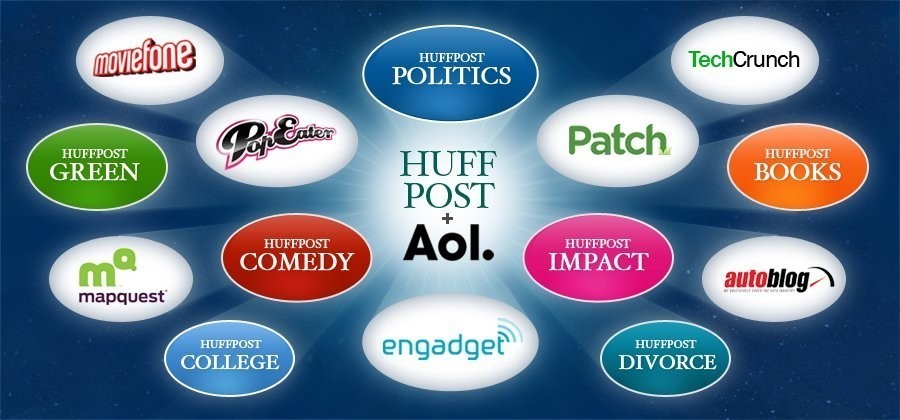 moviefone
HUFFPOST
POLITICS
TechCrunch
PopEater
Patch
HUFFPOST
GREEN
HUFF
POST
+
Aol.
HUFFPOST
BOOKS
mapquest
HUFFPOST
COMEDY
HUFFPOST
IMPACT
autoblog
HUFFPOST
COLLEGE
engadget
HUFFPOST
DIVORCE